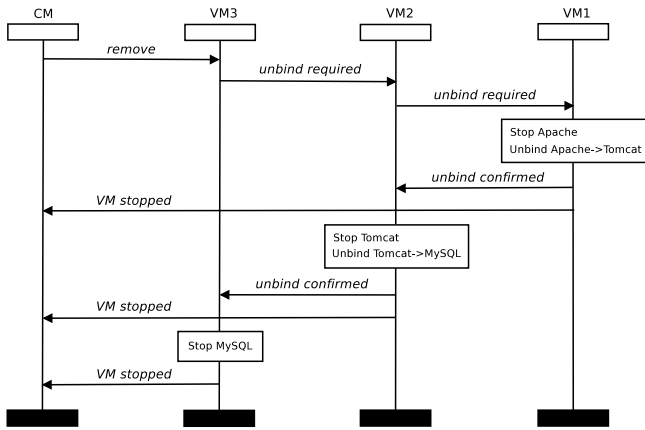 CM
VM3
VM2
VM1
remove
unbind required
unbind required
Stop Apache
Unbind Apache->Tomcat
unbind confirmed
VM stopped
Stop Tomcat
Unbind Tomcat->MySQL
unbind confirmed
VM stopped
Stop MySQL
VM stopped